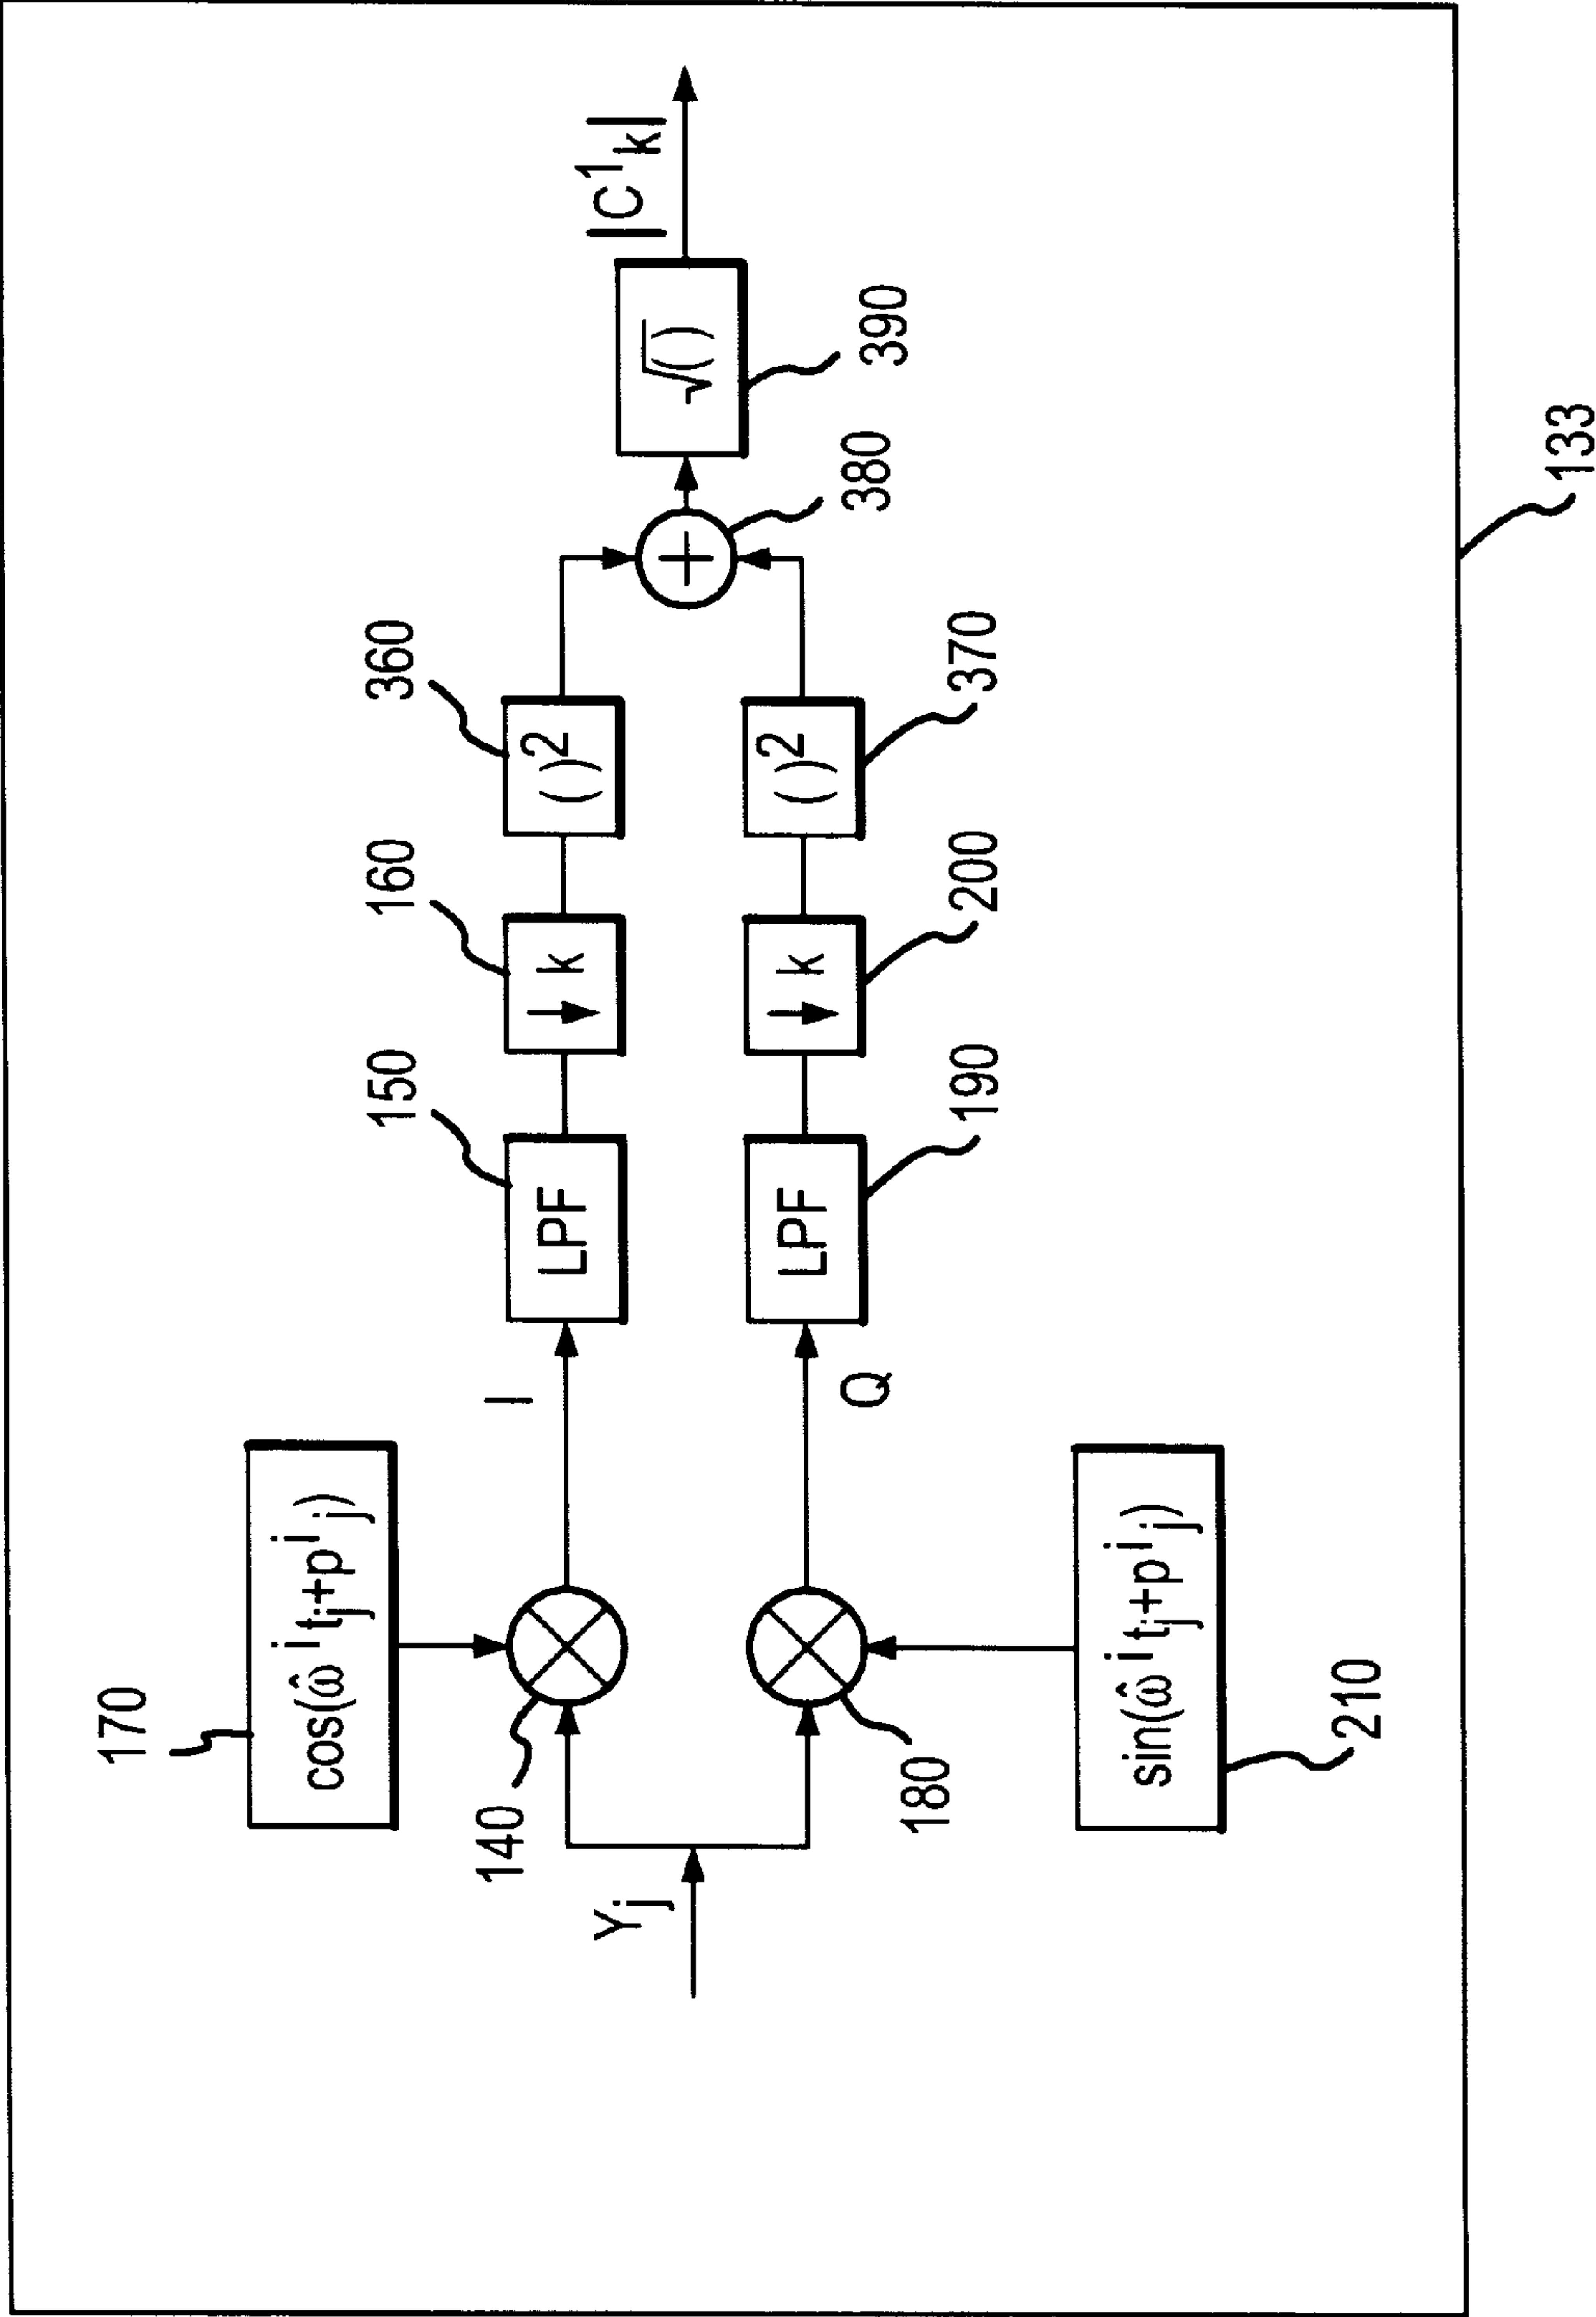 170
cos(ω̂ⁱtⱼ+pⁱⱼ)
140
I
150
LPF
160
↓ k
360
( )²
Yⱼ
380
+
390
√( )
|C¹ₖ|
180
Q
190
LPF
200
↓ k
370
( )²
sin(ω̂ⁱtⱼ+pⁱⱼ)
210
133